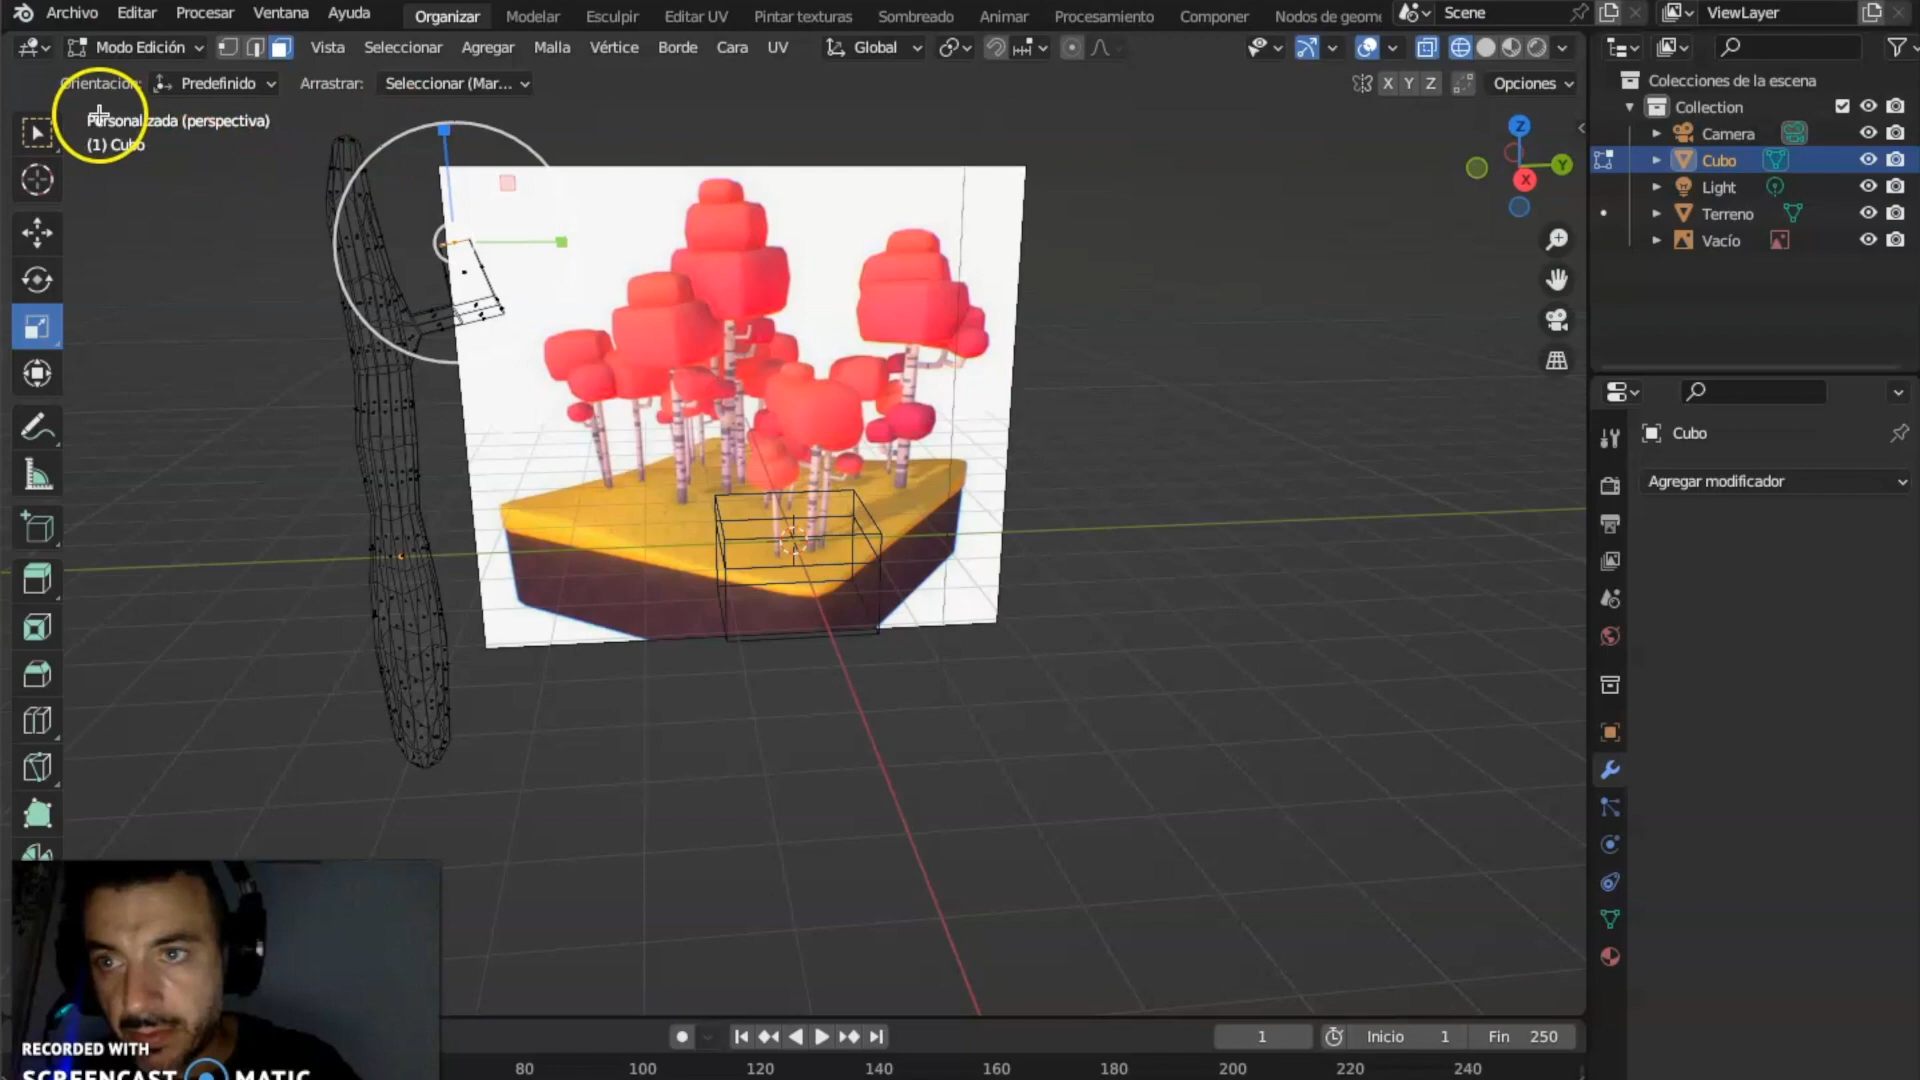 Archivo Editar Procesar Ventana Ayuda Organizar Modelar Esculpir Editar UV Pintar texturas Sombreado Animar Procesamiento Componer Nodos de geome Scene ViewLayer
Modo Edición Vista Seleccionar Agregar Malla Vértice Borde Cara UV Global
Orientación: Predefinido Arrastrar: Seleccionar (Mar... X Y Z Opciones
Personalizada (perspectiva)
(1) Cubo
Z
Y
X
Colecciones de la escena
Collection
Camera
Cubo
Light
Terreno
Vacío
Cubo
Agregar modificador
1 Inicio 1 Fin 250
80 100 120 140 160 180 200 220 240
RECORDED WITH
SCREENCAST MATIC